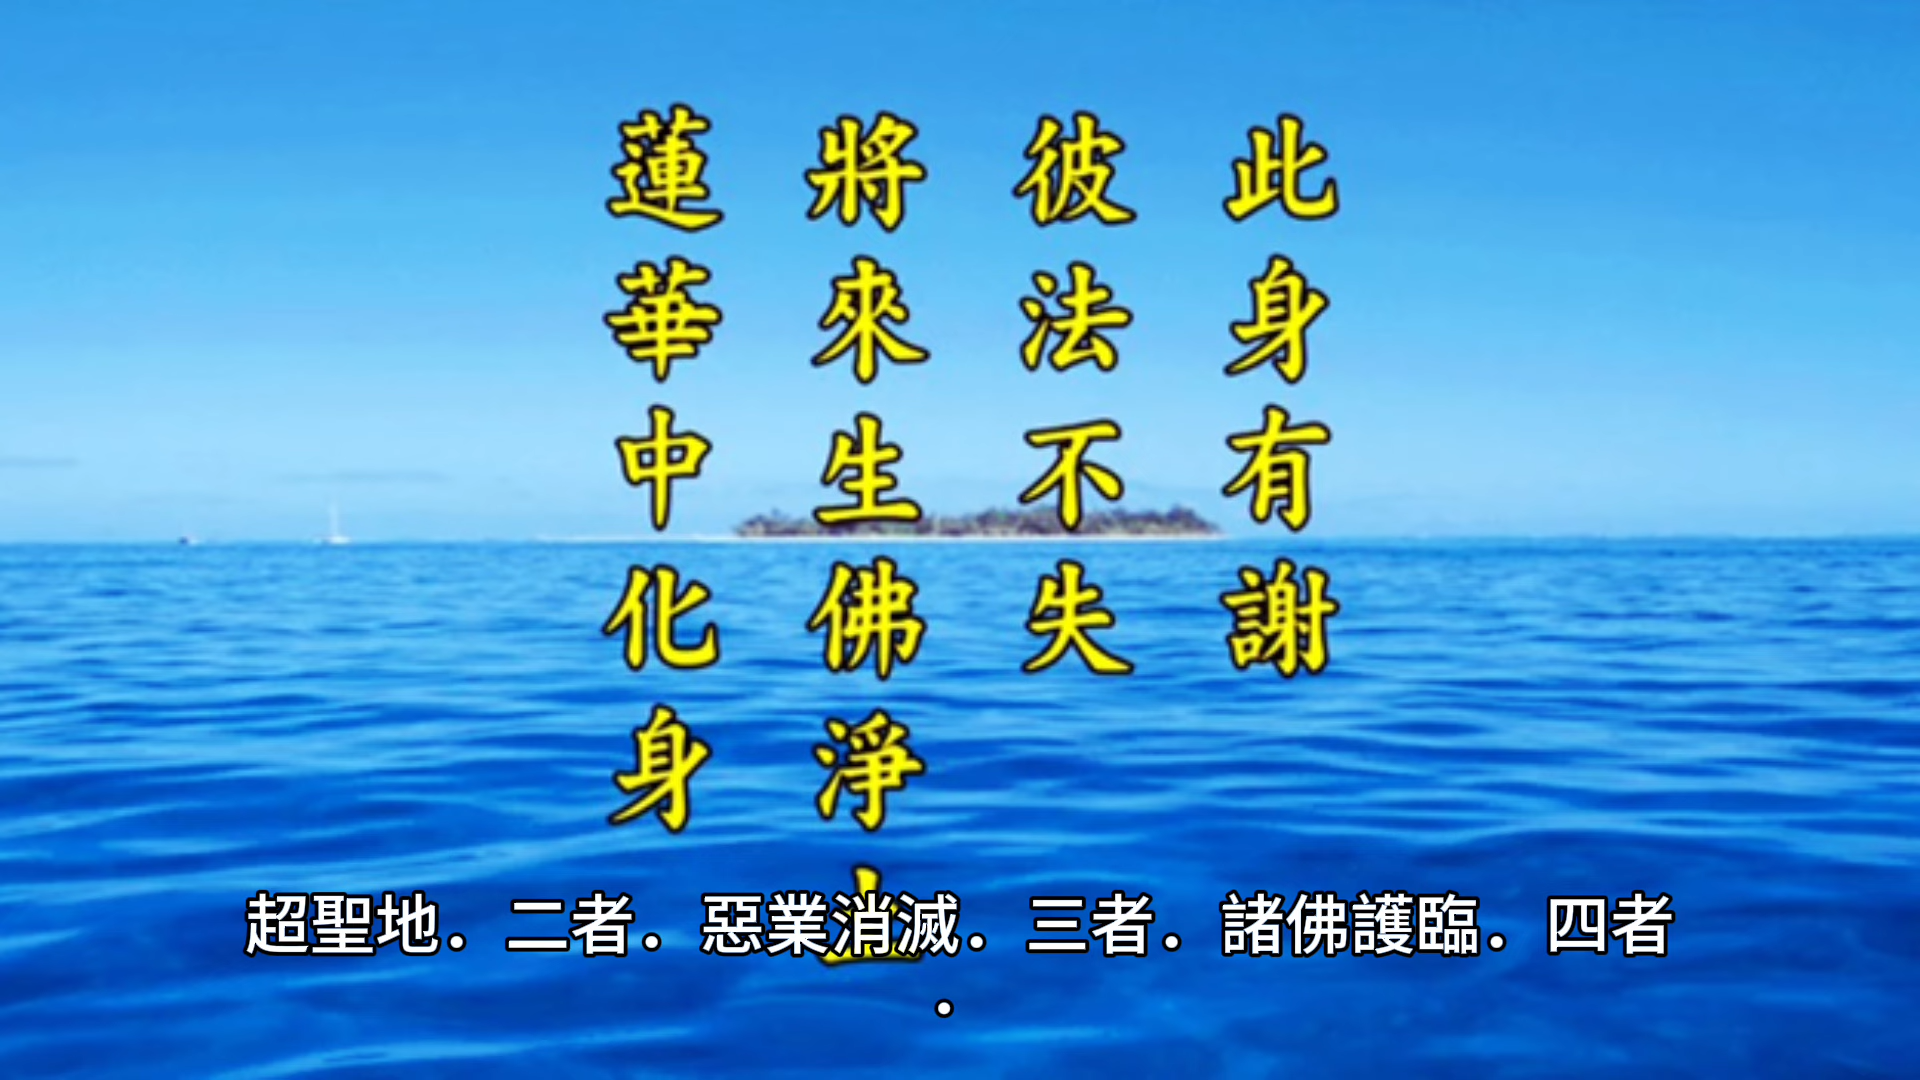 此身有謝
彼法不失
將來生佛淨土
蓮華中化身
超聖地．二者．惡業消滅．三者．諸佛護臨．四者
．